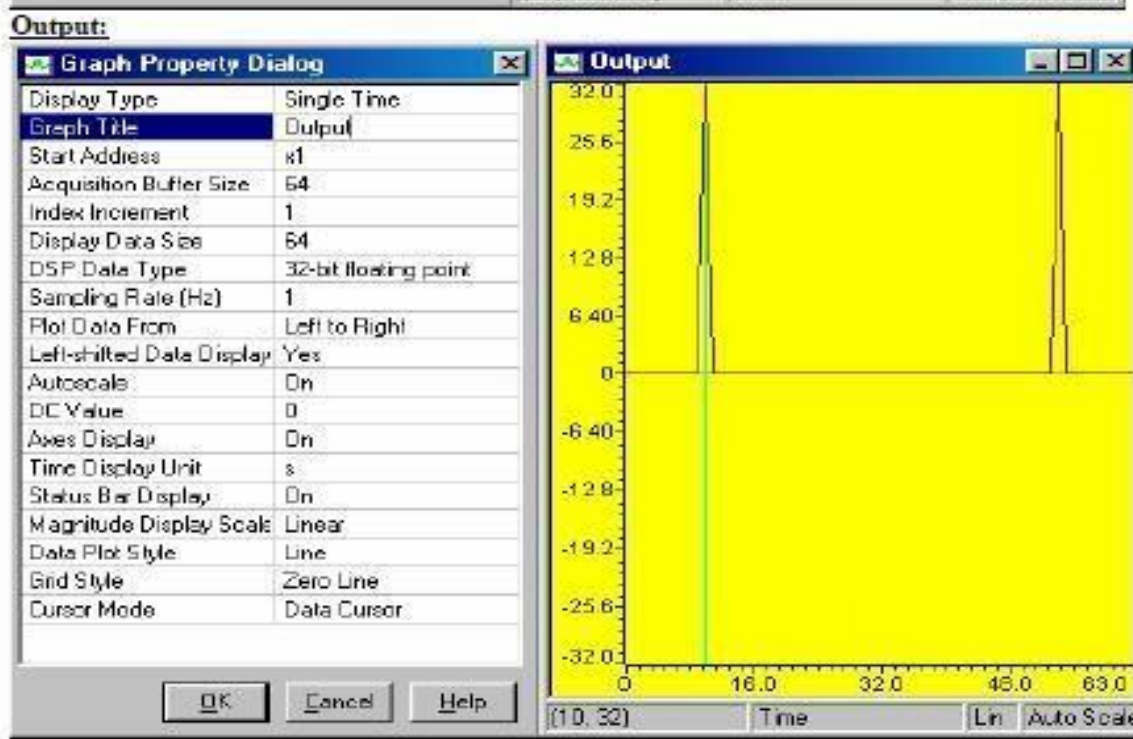 Output:
Graph Property Dialog
Display Type Single Time
Graph Title Output
Start Address x1
Acquisition Buffer Size 64
Index Increment 1
Display Data Size 64
DSP Data Type 32-bit floating point
Sampling Rate (Hz) 1
Plot Data From Left to Right
Left-shifted Data Display Yes
Autoscale On
DC Value 0
Axes Display On
Time Display Unit s
Status Bar Display On
Magnitude Display Scale Linear
Data Plot Style Line
Grid Style Zero Line
Cursor Mode Data Cursor
OK Cancel Help
Output
32.0
25.6
19.2
12.8
6.40
0
-6.40
-12.8
-19.2
-25.6
-32.0
0 16.0 32.0 48.0 63.0
(10, 32) Time Lin Auto Scale